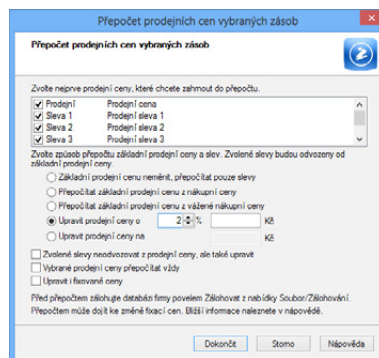 Přepočet prodejních cen vybraných zásob
Přepočet prodejních cen vybraných zásob
Zvolte nejprve prodejní ceny, které chcete zahrnout do přepočtu.
Prodejní Prodejní cena
Sleva 1 Prodejní sleva 1
Sleva 2 Prodejní sleva 2
Sleva 3 Prodejní sleva 3
Zvolte způsob přepočtu základní prodejní ceny a slev. Zvolené slevy budou odvozeny od
základní prodejní ceny.
Základní prodejní cenu neměnit, přepočítat pouze slevy
Přepočítat základní prodejní cenu z nákupní ceny
Přepočítat základní prodejní cenu z vážené nákupní ceny
Upravit prodejní ceny o 2 % Kč
Upravit prodejní ceny na Kč
Zvolené slevy neodvozovat z prodejní ceny, ale také upravit
Vybrané prodejní ceny přepočítat vždy
Upravit i fixované ceny
Před přepočtem zálohujte databázi firmy povelem Zálohovat z nabídky Soubor/Zálohování.
Přepočtem může dojít ke změně fixací cen. Bližší informace naleznete v nápovědě.
Dokončit Storno Nápověda